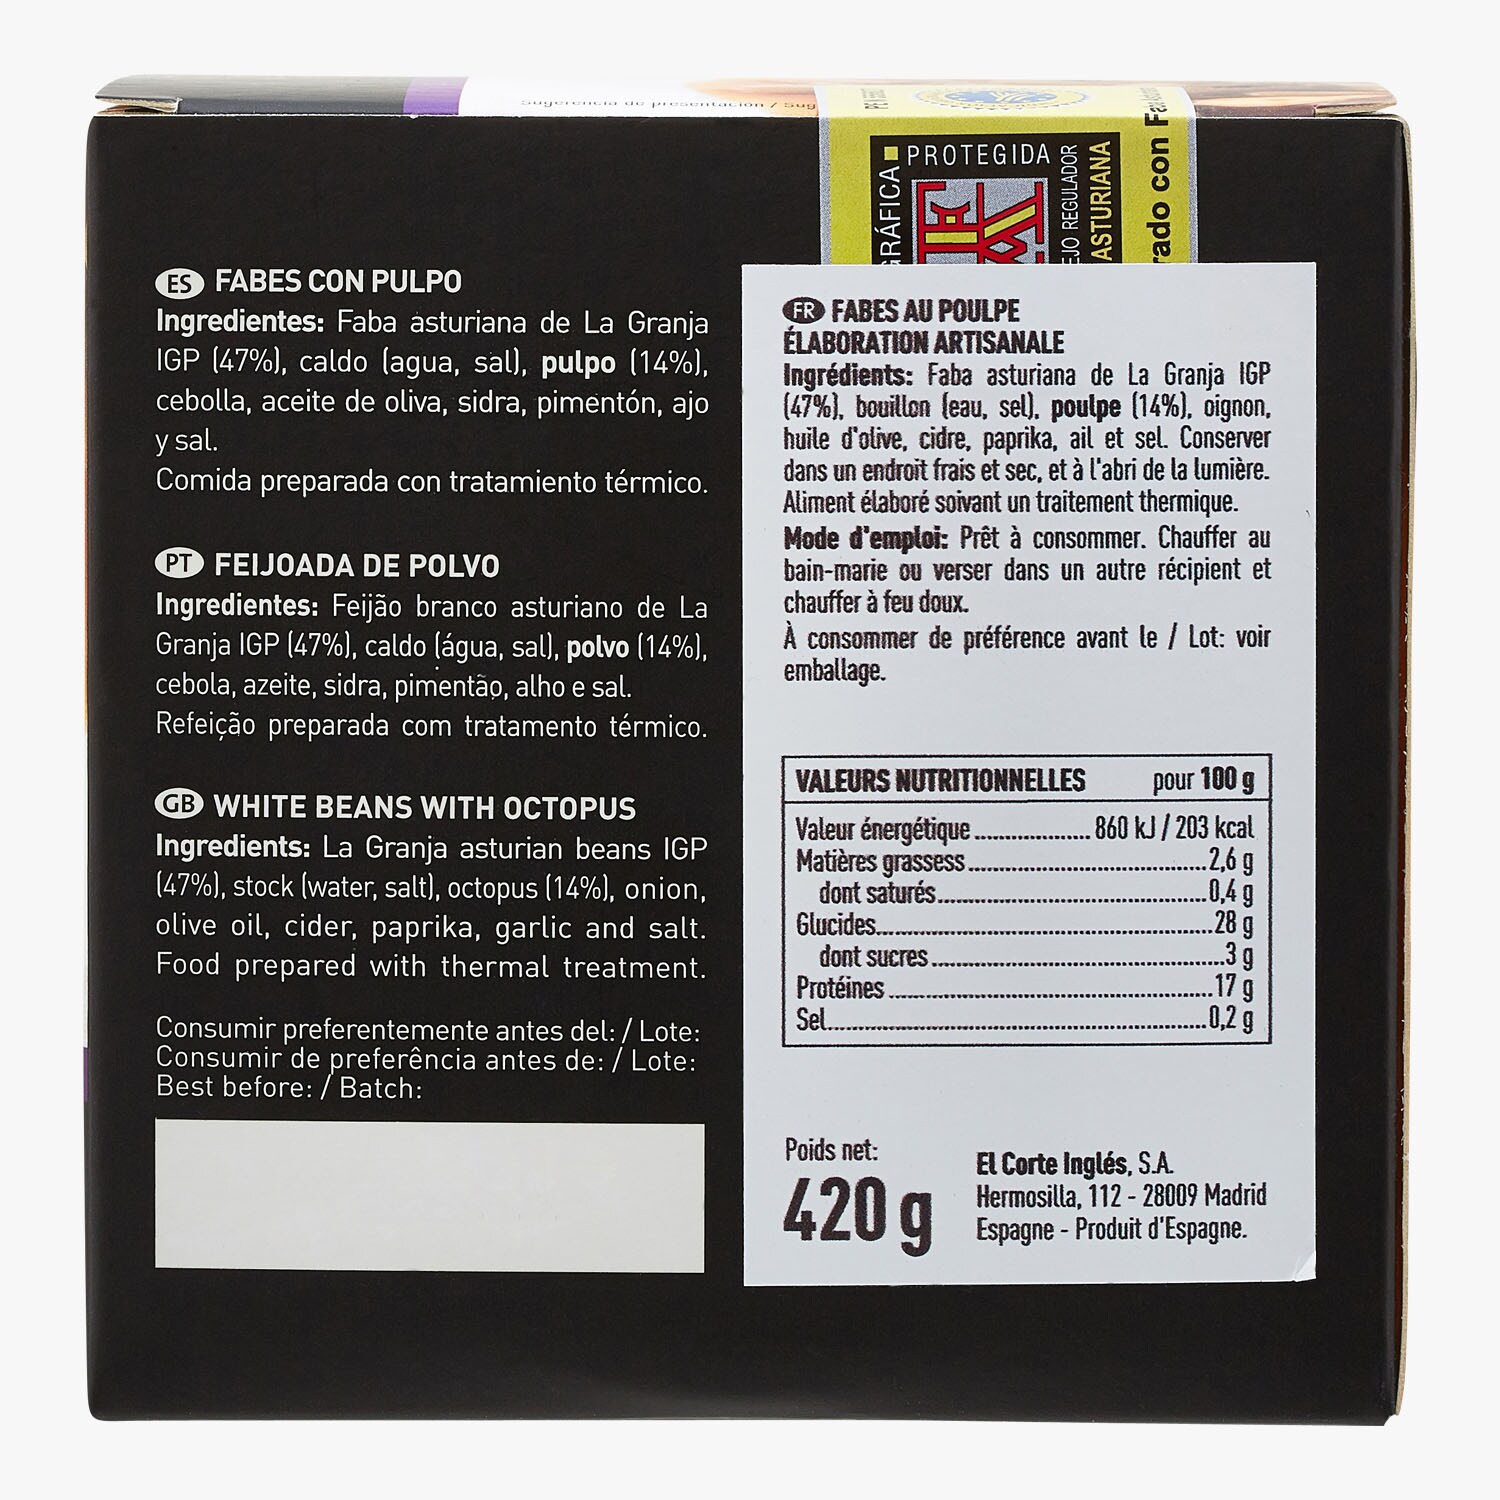 Sugerencia de presentación / Sug
PROTEGIDA
GRÁFICA
EJO REGULADOR
ASTURIANA
rado con Fa
ES FABES CON PULPO
Ingredientes: Faba asturiana de La Granja
IGP (47%), caldo (agua, sal), pulpo (14%),
cebolla, aceite de oliva, sidra, pimentón, ajo
y sal.
Comida preparada con tratamiento térmico.
PT FEIJOADA DE POLVO
Ingredientes: Feijão branco asturiano de La
Granja IGP (47%), caldo (água, sal), polvo (14%),
cebola, azeite, sidra, pimentão, alho e sal.
Refeição preparada com tratamento térmico.
GB WHITE BEANS WITH OCTOPUS
Ingredients: La Granja asturian beans IGP
(47%), stock (water, salt), octopus (14%), onion,
olive oil, cider, paprika, garlic and salt.
Food prepared with thermal treatment.
Consumir preferentemente antes del: / Lote:
Consumir de preferência antes de: / Lote:
Best before: / Batch:
FR FABES AU POULPE
ÉLABORATION ARTISANALE
Ingrédients: Faba asturiana de La Granja IGP
(47%), bouillon (eau, sel), poulpe (14%), oignon,
huile d'olive, cidre, paprika, ail et sel. Conserver
dans un endroit frais et sec, et à l'abri de la lumière.
Aliment élaboré soivant un traitement thermique.
Mode d'emploi: Prêt à consommer. Chauffer au
bain-marie ou verser dans un autre récipient et
chauffer à feu doux.
À consommer de préférence avant le / Lot: voir
emballage.
VALEURS NUTRITIONNELLES pour 100 g
Valeur énergétique 860 kJ / 203 kcal
Matières grassess 2,6 g
dont saturés 0,4 g
Glucides 28 g
dont sucres 3 g
Protéines 17 g
Sel 0,2 g
Poids net:
420 g
El Corte Inglés, S.A.
Hermosilla, 112 - 28009 Madrid
Espagne - Produit d'Espagne.